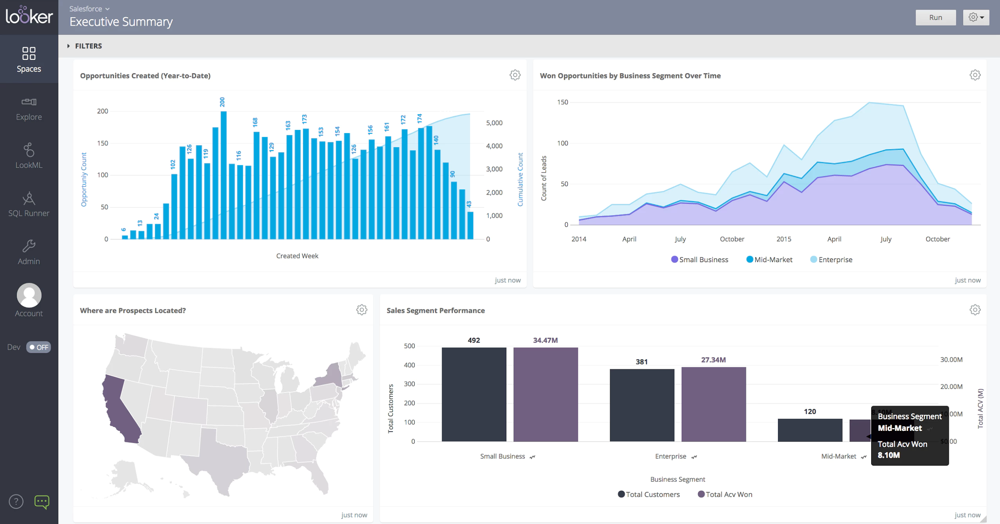 looker
Salesforce
Executive Summary
Run
Spaces
Explore
LookML
SQL Runner
Admin
Account
Dev OFF
?
FILTERS
Opportunities Created (Year-to-Date)
200
150
100
50
0
Opportuniy Count
6
13
24
102
126
119
200
116
168
129
163
173
153
154
126
156
161
172
174
140
90
43
5,000
4,000
3,000
2,000
1,000
0
Cumulative Count
Created Week
just now
Won Opportunities by Business Segment Over Time
150
100
50
0
Count of Leads
2014 April July October 2015 April July October
Small Business Mid-Market Enterprise
just now
Where are Prospects Located?
just now
Sales Segment Performance
500
400
300
200
100
0
Total Customers
492
34.47M
381
27.34M
120
8.10M
30.00M
20.00M
0.00M
$0.00
Total ACV (M)
Business Segment
Mid-Market
Total Acv Won
8.10M
Small Business Enterprise Mid-Market
Business Segment
Total Customers Total Acv Won
just now